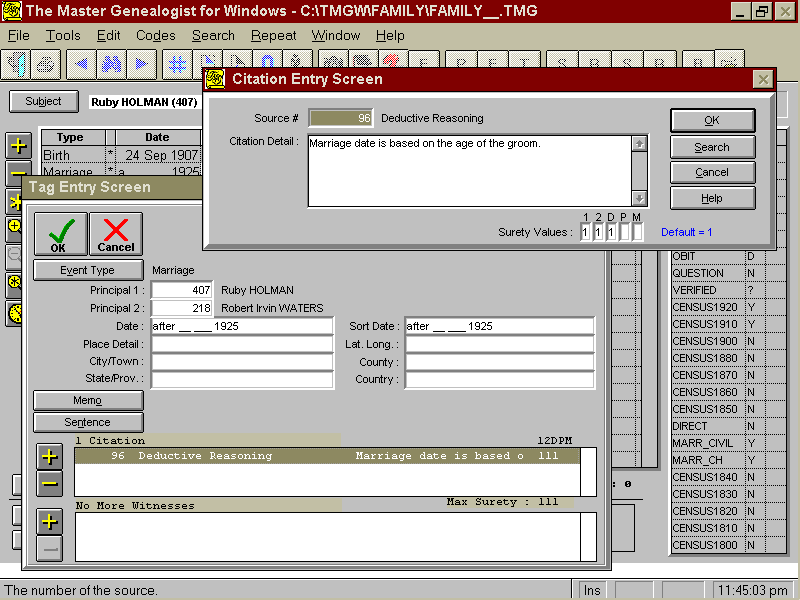 The Master Genealogist for Windows - C:\TMGW\FAMILY\FAMILY__.TMG
File Tools Edit Codes Search Repeat Window Help
Citation Entry Screen
Subject Ruby HOLMAN (407)
Source # 96 Deductive Reasoning
OK
Citation Detail : Marriage date is based on the age of the groom.
Search
Cancel
Help
1 2 D P M
Surety Values : 1 1 1 Default = 1
Type Date
Birth * 24 Sep 1907
Marriage * a 1925
Tag Entry Screen
OK Cancel
Event Type Marriage
Principal 1 : 407 Ruby HOLMAN
Principal 2 : 218 Robert Irvin WATERS
Date : after __ ___ 1925 Sort Date : after __ ___ 1925
Place Detail : Lat. Long. :
City/Town : County :
State/Prov. : Country :
Memo
Sentence
1 Citation 12DPM
96 Deductive Reasoning Marriage date is based o 111
No More Witnesses Max Surety : 111
: 0
OBIT D
QUESTION N
VERIFIED ?
CENSUS1920 Y
CENSUS1910 Y
CENSUS1900 N
CENSUS1880 N
CENSUS1870 N
CENSUS1860 N
CENSUS1850 N
DIRECT N
MARR_CIVIL Y
MARR_CH Y
CENSUS1840 N
CENSUS1830 N
CENSUS1820 N
CENSUS1810 N
CENSUS1800 N
The number of the source. Ins 11:45:03 pm